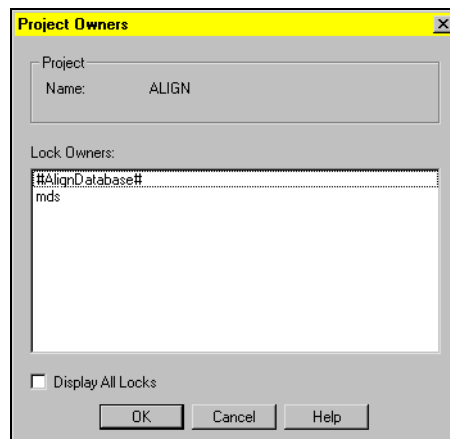 Project Owners
Project
Name: ALIGN
Lock Owners:
#AlignDatabase#
mds
Display All Locks
OK Cancel Help